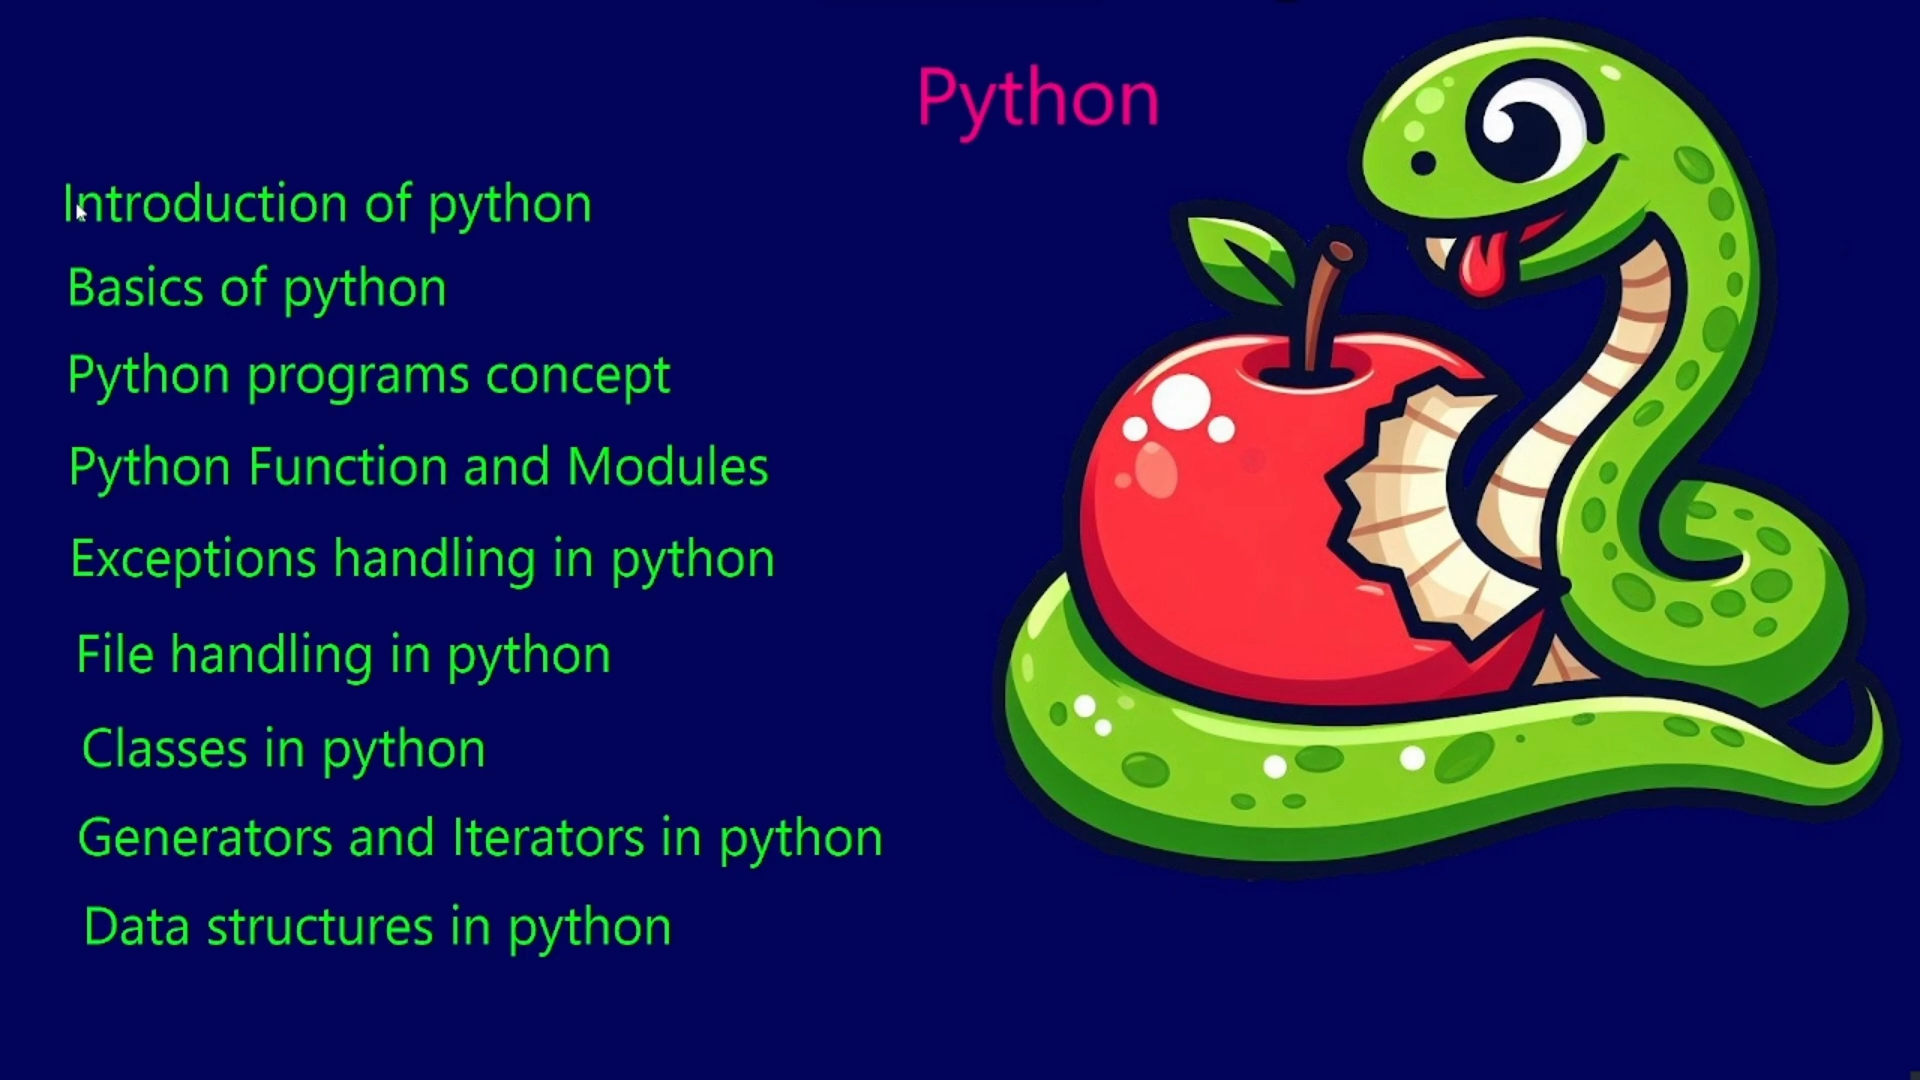 Python
Introduction of python
Basics of python
Python programs concept
Python Function and Modules
Exceptions handling in python
File handling in python
Classes in python
Generators and Iterators in python
Data structures in python